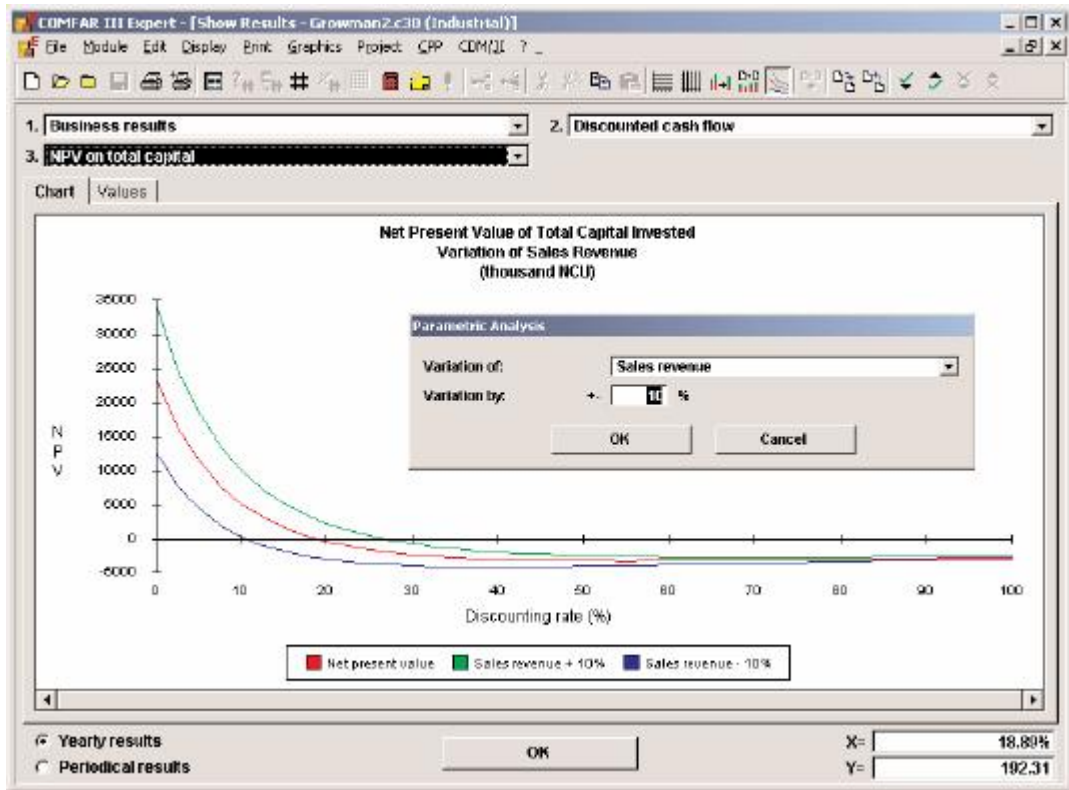 COMFAR III Expert - [Show Results - Growman2.c30 (Industrial)]
File Module Edit Display Print Graphics Project CPP CDM/JI ?
1. Business results
2. Discounted cash flow
3. NPV on total capital
Chart Values
Net Present Value of Total Capital Invested
Variation of Sales Revenue
(thousand NCU)
35000
30000
25000
20000
15000
10000
5000
0
-5000
NPV
0 10 20 30 40 50 60 70 80 90 100
Discounting rate (%)
Net present value Sales revenue + 10% Sales revenue - 10%
Parametric Analysis
Variation of: Sales revenue
Variation by: +- 10 %
OK Cancel
Yearly results
Periodical results
OK
X= 18.89%
Y= 192.31